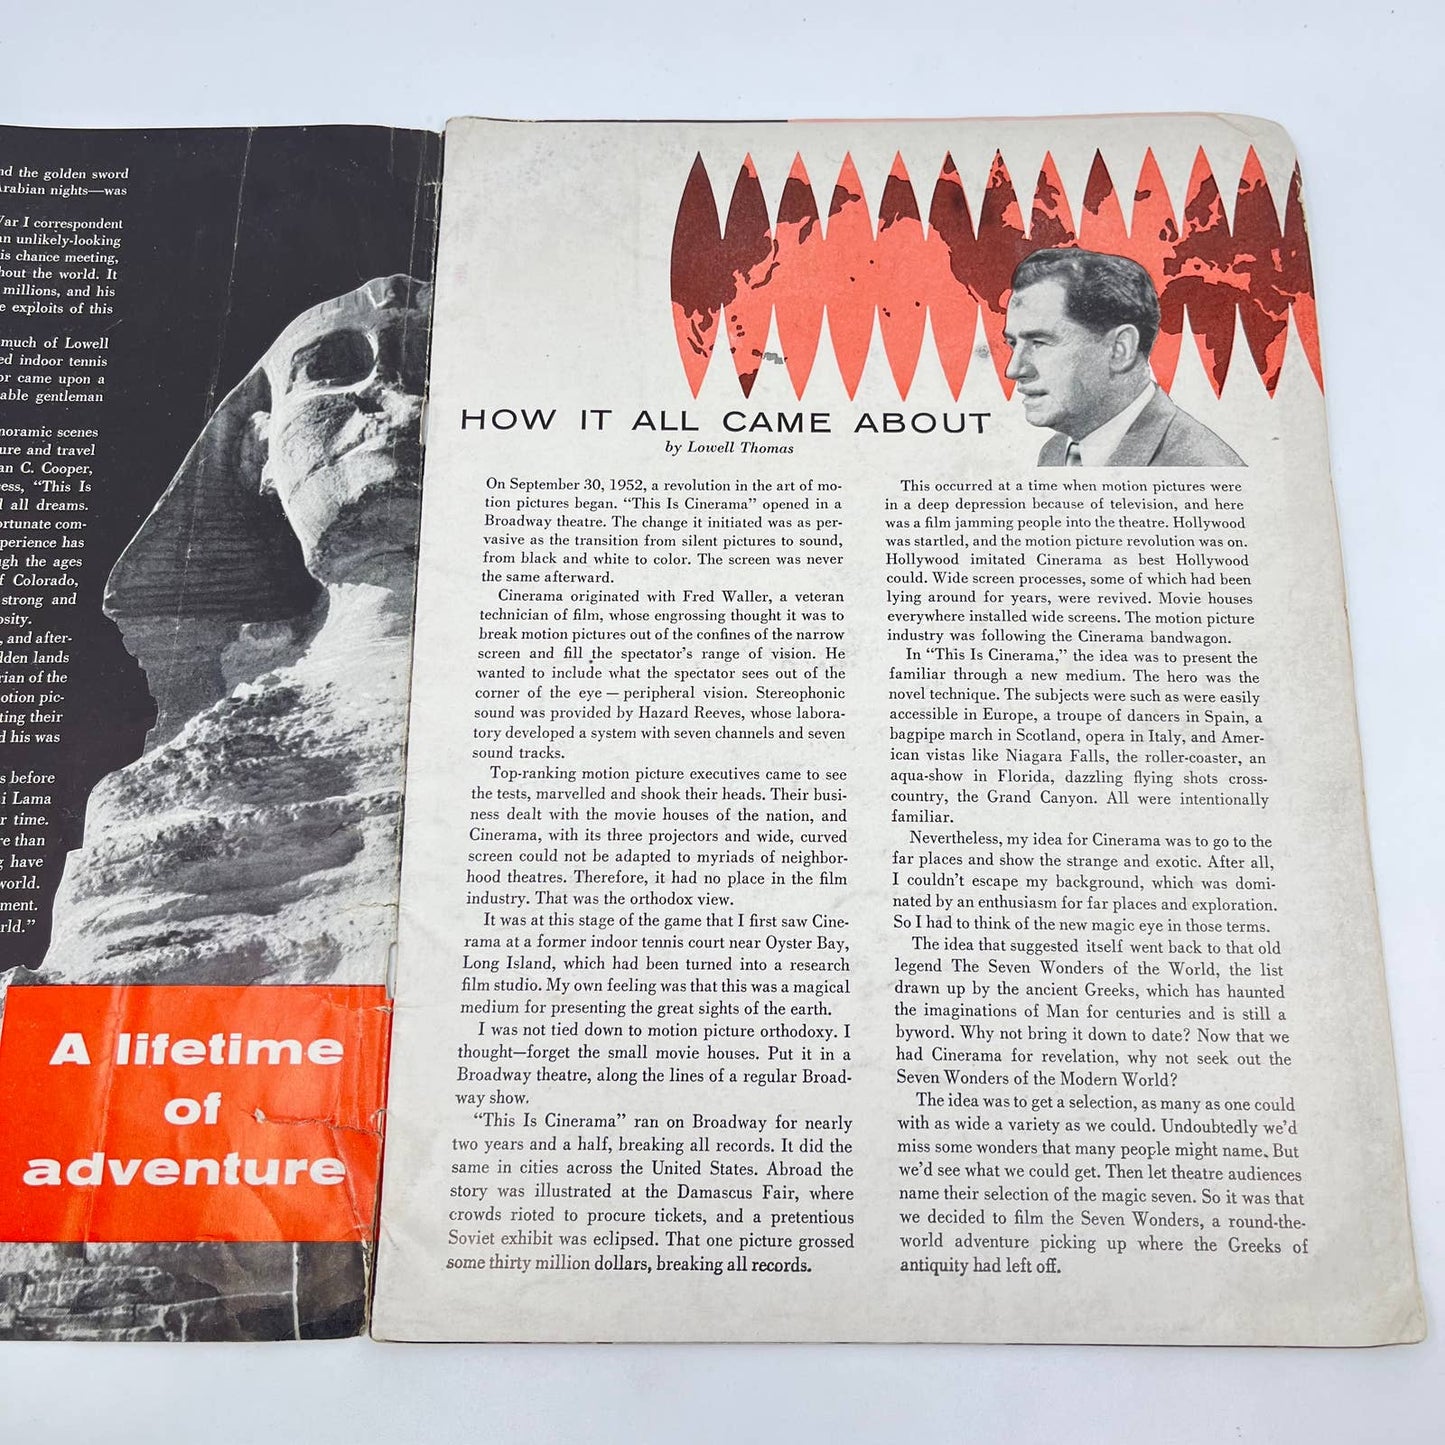 nd the golden sword
Arabian nights—was
Var I correspondent
an unlikely-looking
is chance meeting,
hout the world. It
millions, and his
e exploits of this
much of Lowell
ed indoor tennis
or came upon a
able gentleman
noramic scenes
ure and travel
an C. Cooper,
ess, “This Is
l all dreams.
ortunate com-
xperience has
ugh the ages
f Colorado,
strong and
osity.
, and after-
dden lands
rian of the
otion pic-
ting their
d his was
s before
i Lama
r time.
re than
g have
world.
ment.
rld.”
A lifetime
of
adventure
HOW IT ALL CAME ABOUT
by Lowell Thomas
On September 30, 1952, a revolution in the art of mo-
tion pictures began. “This Is Cinerama” opened in a
Broadway theatre. The change it initiated was as per-
vasive as the transition from silent pictures to sound,
from black and white to color. The screen was never
the same afterward.
Cinerama originated with Fred Waller, a veteran
technician of film, whose engrossing thought it was to
break motion pictures out of the confines of the narrow
screen and fill the spectator’s range of vision. He
wanted to include what the spectator sees out of the
corner of the eye — peripheral vision. Stereophonic
sound was provided by Hazard Reeves, whose labora-
tory developed a system with seven channels and seven
sound tracks.
Top-ranking motion picture executives came to see
the tests, marvelled and shook their heads. Their busi-
ness dealt with the movie houses of the nation, and
Cinerama, with its three projectors and wide, curved
screen could not be adapted to myriads of neighbor-
hood theatres. Therefore, it had no place in the film
industry. That was the orthodox view.
It was at this stage of the game that I first saw Cine-
rama at a former indoor tennis court near Oyster Bay,
Long Island, which had been turned into a research
film studio. My own feeling was that this was a magical
medium for presenting the great sights of the earth.
I was not tied down to motion picture orthodoxy. I
thought—forget the small movie houses. Put it in a
Broadway theatre, along the lines of a regular Broad-
way show.
“This Is Cinerama” ran on Broadway for nearly
two years and a half, breaking all records. It did the
same in cities across the United States. Abroad the
story was illustrated at the Damascus Fair, where
crowds rioted to procure tickets, and a pretentious
Soviet exhibit was eclipsed. That one picture grossed
some thirty million dollars, breaking all records.
This occurred at a time when motion pictures were
in a deep depression because of television, and here
was a film jamming people into the theatre. Hollywood
was startled, and the motion picture revolution was on.
Hollywood imitated Cinerama as best Hollywood
could. Wide screen processes, some of which had been
lying around for years, were revived. Movie houses
everywhere installed wide screens. The motion picture
industry was following the Cinerama bandwagon.
In “This Is Cinerama,” the idea was to present the
familiar through a new medium. The hero was the
novel technique. The subjects were such as were easily
accessible in Europe, a troupe of dancers in Spain, a
bagpipe march in Scotland, opera in Italy, and Amer-
ican vistas like Niagara Falls, the roller-coaster, an
aqua-show in Florida, dazzling flying shots cross-
country, the Grand Canyon. All were intentionally
familiar.
Nevertheless, my idea for Cinerama was to go to the
far places and show the strange and exotic. After all,
I couldn’t escape my background, which was domi-
nated by an enthusiasm for far places and exploration.
So I had to think of the new magic eye in those terms.
The idea that suggested itself went back to that old
legend The Seven Wonders of the World, the list
drawn up by the ancient Greeks, which has haunted
the imaginations of Man for centuries and is still a
byword. Why not bring it down to date? Now that we
had Cinerama for revelation, why not seek out the
Seven Wonders of the Modern World?
The idea was to get a selection, as many as one could
with as wide a variety as we could. Undoubtedly we’d
miss some wonders that many people might name. But
we’d see what we could get. Then let theatre audiences
name their selection of the magic seven. So it was that
we decided to film the Seven Wonders, a round-the-
world adventure picking up where the Greeks of
antiquity had left off.